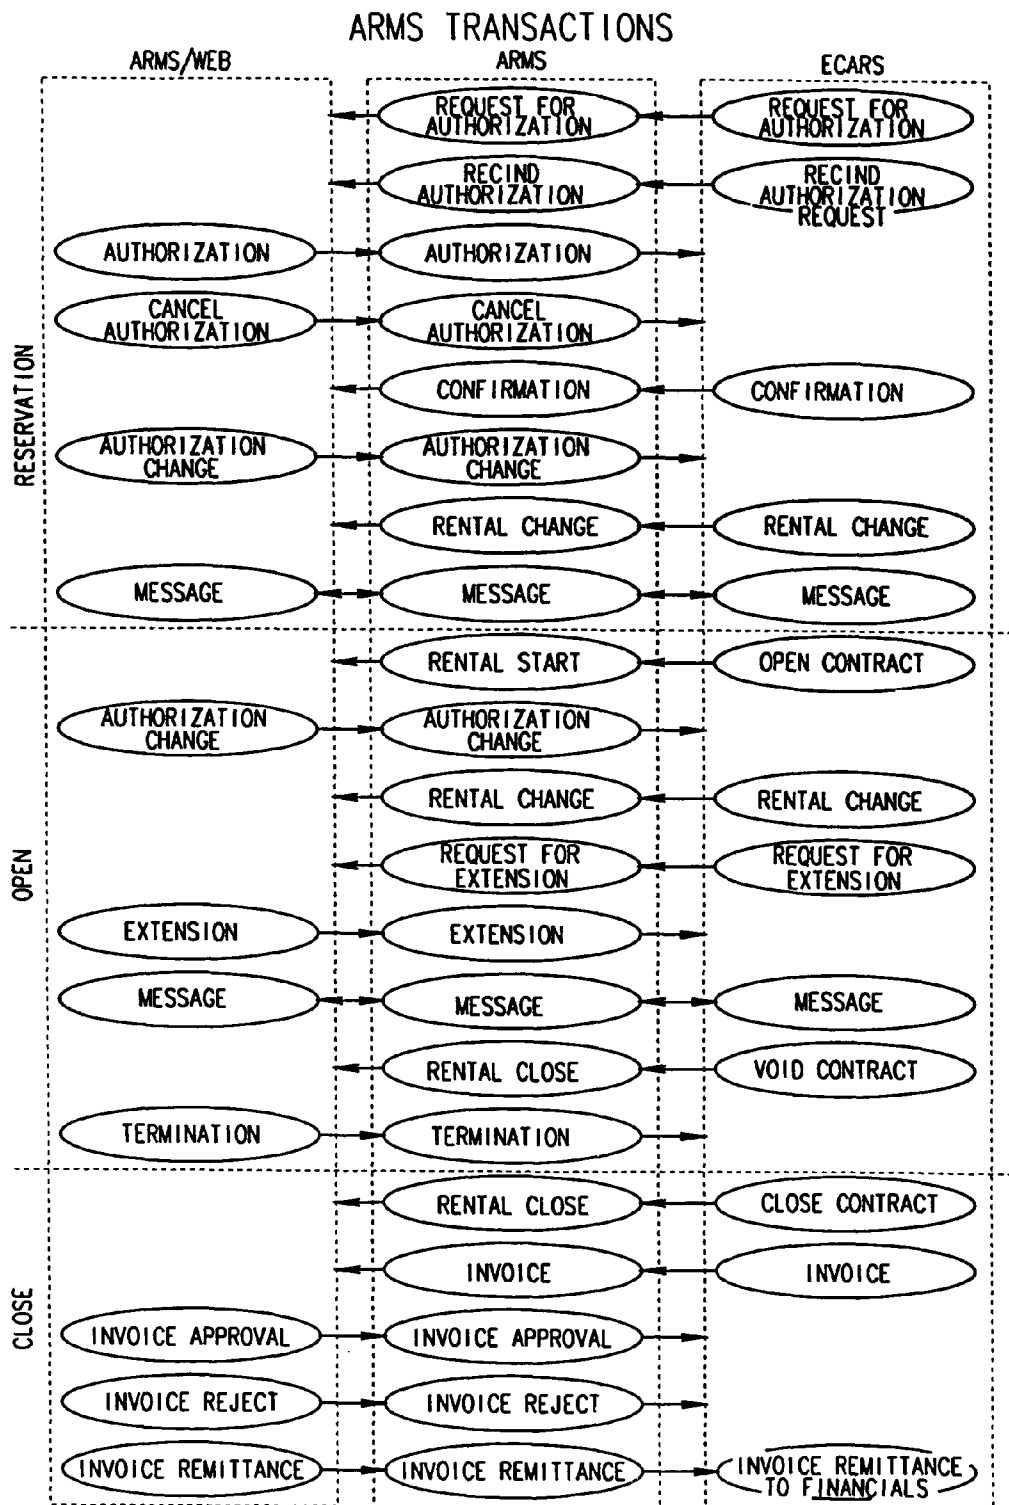 ARMS TRANSACTIONS
ARMS/WEB
ARMS
ECARS
RESERVATION
REQUEST FOR
AUTHORIZATION
REQUEST FOR
AUTHORIZATION
RECIND
AUTHORIZATION
RECIND
AUTHORIZATION
REQUEST
AUTHORIZATION
AUTHORIZATION
CANCEL
AUTHORIZATION
CANCEL
AUTHORIZATION
CONFIRMATION
CONFIRMATION
AUTHORIZATION
CHANGE
AUTHORIZATION
CHANGE
RENTAL CHANGE
RENTAL CHANGE
MESSAGE
MESSAGE
MESSAGE
OPEN
RENTAL START
OPEN CONTRACT
AUTHORIZATION
CHANGE
AUTHORIZATION
CHANGE
RENTAL CHANGE
RENTAL CHANGE
REQUEST FOR
EXTENSION
REQUEST FOR
EXTENSION
EXTENSION
EXTENSION
MESSAGE
MESSAGE
MESSAGE
RENTAL CLOSE
VOID CONTRACT
TERMINATION
TERMINATION
CLOSE
RENTAL CLOSE
CLOSE CONTRACT
INVOICE
INVOICE
INVOICE APPROVAL
INVOICE APPROVAL
INVOICE REJECT
INVOICE REJECT
INVOICE REMITTANCE
INVOICE REMITTANCE
INVOICE REMITTANCE
TO FINANCIALS